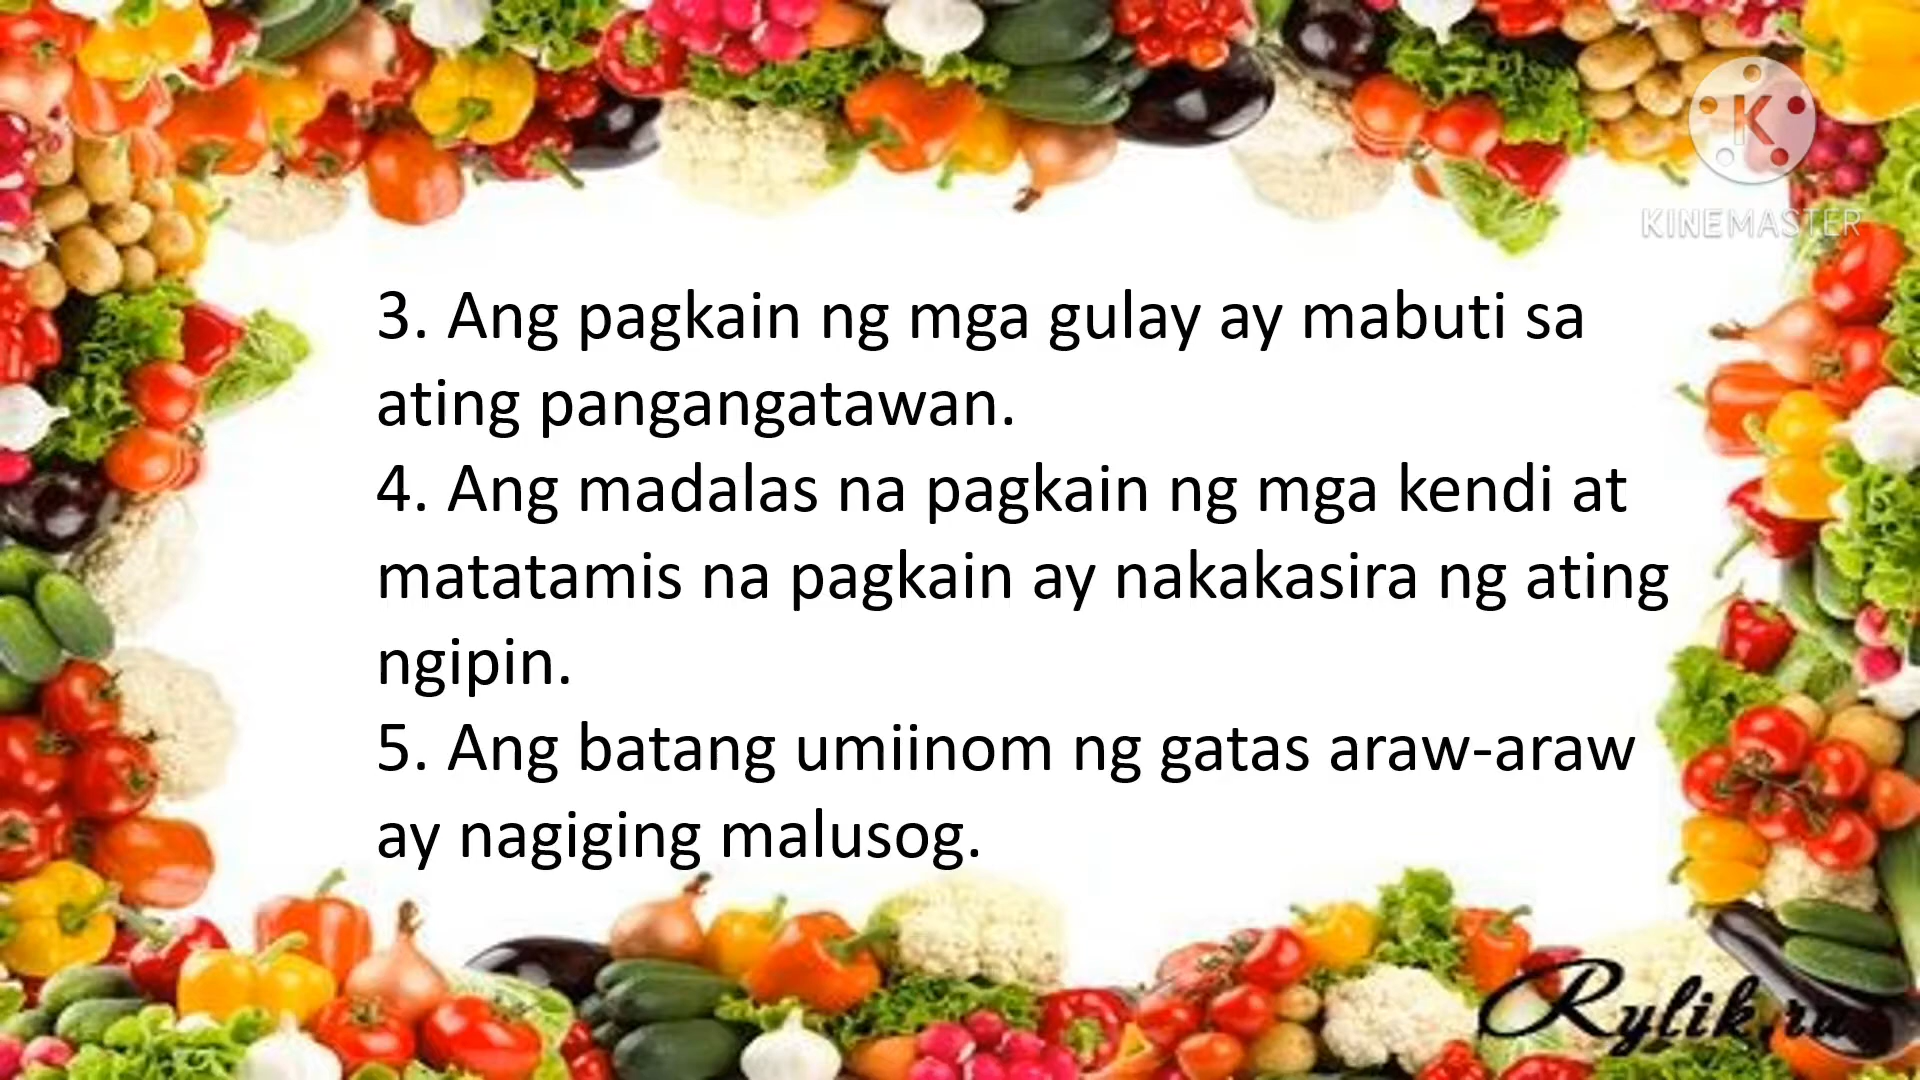 KINEMASTER
3. Ang pagkain ng mga gulay ay mabuti sa
ating pangangatawan.
4. Ang madalas na pagkain ng mga kendi at
matatamis na pagkain ay nakakasira ng ating
ngipin.
5. Ang batang umiinom ng gatas araw-araw
ay nagiging malusog.
Rylik.ru